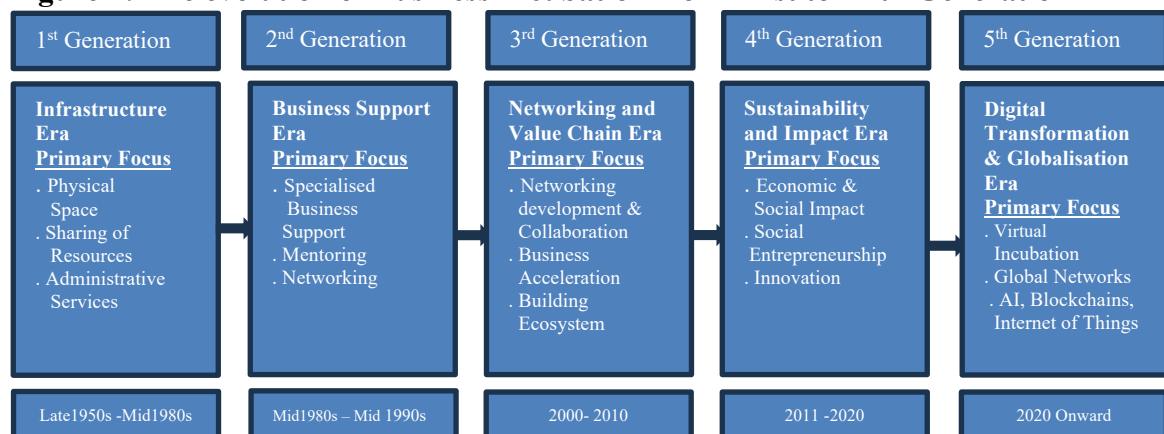 1st Generation
2nd Generation
3rd Generation
4th Generation
5th Generation
Infrastructure
Era
Primary Focus
. Physical
Space
. Sharing of
Resources
. Administrative
Services
Business Support
Era
Primary Focus
. Specialised
Business
Support
. Mentoring
. Networking
Networking and
Value Chain Era
Primary Focus
. Networking
development &
Collaboration
. Business
Acceleration
. Building
Ecosystem
Sustainability
and Impact Era
Primary Focus
. Economic &
Social Impact
. Social
Entrepreneurship
. Innovation
Digital
Transformation
& Globalisation
Era
Primary Focus
. Virtual
Incubation
. Global Networks
. AI, Blockchains,
Internet of Things
Late1950s -Mid1980s
Mid1980s – Mid 1990s
2000- 2010
2011 -2020
2020 Onward